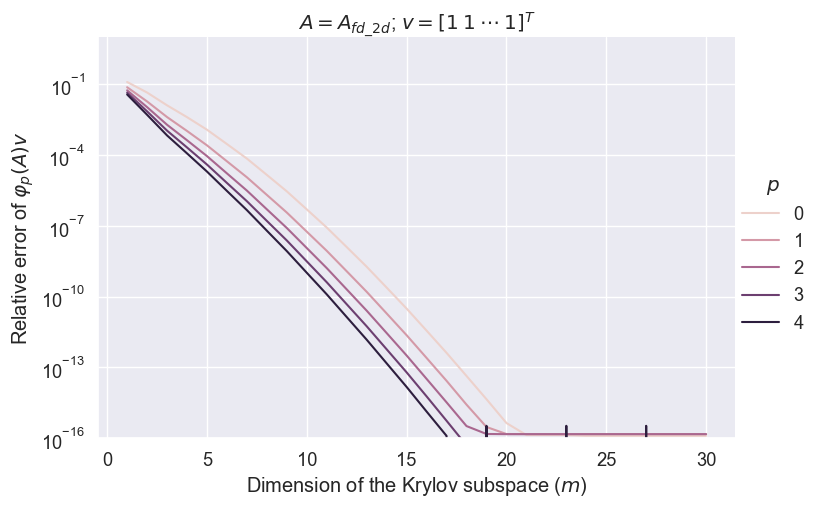 A = A_{fd_2d}; v = [1 1 ⋯ 1]^T
Relative error of φ_p(A)v
10^{-1}
10^{-4}
10^{-7}
10^{-10}
10^{-13}
10^{-16}
0 5 10 15 20 25 30
Dimension of the Krylov subspace (m)
p
0
1
2
3
4